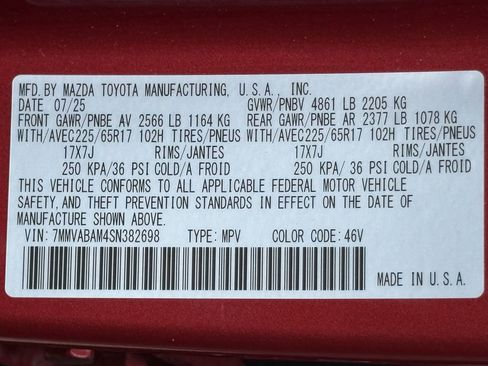 MFD. BY MAZDA TOYOTA MANUFACTURING, U.S.A., INC.
DATE 07/25 GVWR/PNBV 4861 LB 2205 KG
FRONT GAWR/PNBE AV 2566 LB 1164 KG REAR GAWR/PNBE AR 2377 LB 1078 KG
WITH/AVEC225/65R17 102H TIRES/PNEUS WITH/AVEC225/65R17 102H TIRES/PNEUS
17X7J RIMS/JANTES 17X7J RIMS/JANTES
250 KPA/36 PSI COLD/A FROID 250 KPA/36 PSI COLD/A FROID
THIS VEHICLE CONFORMS TO ALL APPLICABLE FEDERAL MOTOR VEHICLE
SAFETY, AND THEFT PREVENTION STANDARDS IN EFFECT ON THE DATE OF
MANUFACTURE SHOWN ABOVE.
VIN: 7MMVABAM4SN382698 TYPE: MPV COLOR CODE: 46V
MADE IN U.S.A.